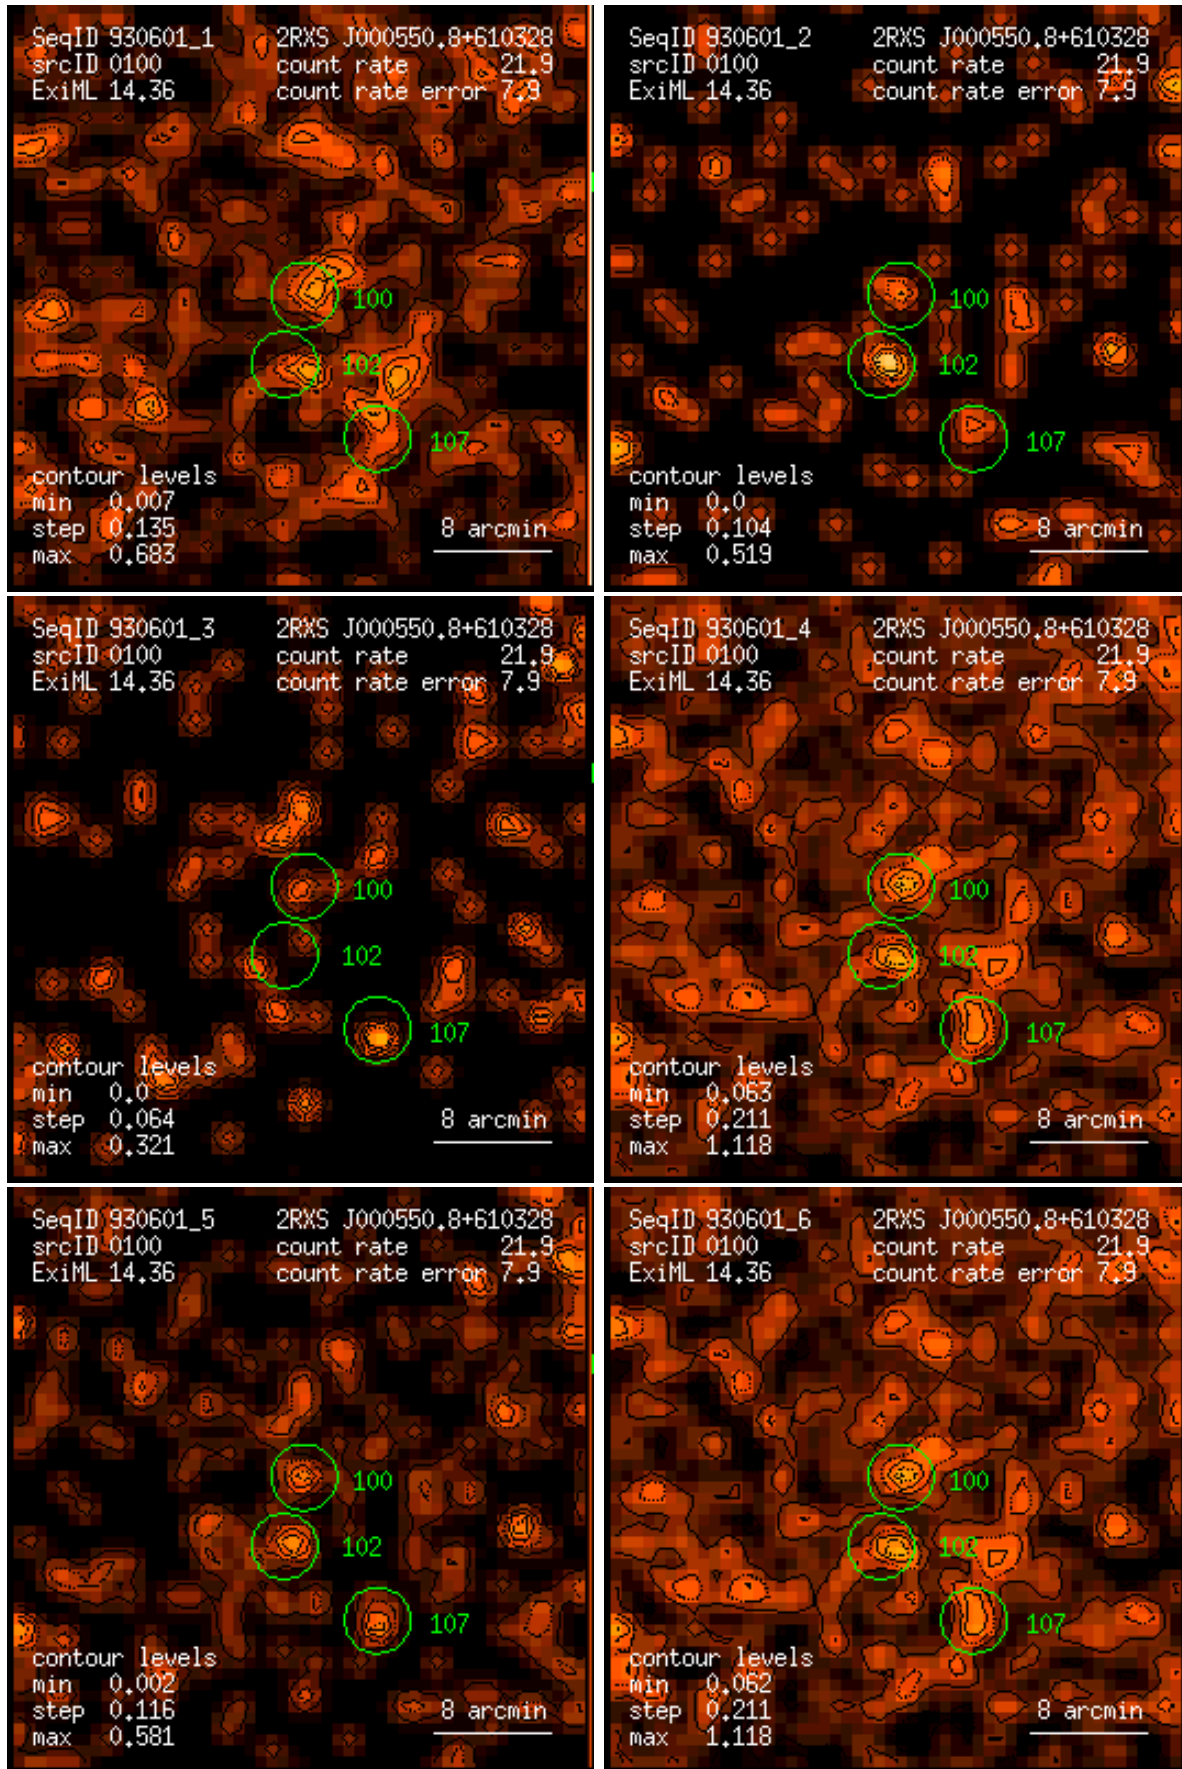 SeqID 930601_1 2RXS J000550.8+610328
srcID 0100 count rate 21.9
ExiML 14.36 count rate error 7.9
100
102
107
contour levels
min 0.007
step 0.135 8 arcmin
max 0.683
SeqID 930601_2 2RXS J000550.8+610328
srcID 0100 count rate 21.9
ExiML 14.36 count rate error 7.9
100
102
107
contour levels
min 0.0
step 0.104 8 arcmin
max 0.519
SeqID 930601_3 2RXS J000550.8+610328
srcID 0100 count rate 21.9
ExiML 14.36 count rate error 7.9
100
102
107
contour levels
min 0.0
step 0.064 8 arcmin
max 0.321
SeqID 930601_4 2RXS J000550.8+610328
srcID 0100 count rate 21.9
ExiML 14.36 count rate error 7.9
100
102
107
contour levels
min 0.063
step 0.211 8 arcmin
max 1.118
SeqID 930601_5 2RXS J000550.8+610328
srcID 0100 count rate 21.9
ExiML 14.36 count rate error 7.9
100
102
107
contour levels
min 0.002
step 0.116 8 arcmin
max 0.581
SeqID 930601_6 2RXS J000550.8+610328
srcID 0100 count rate 21.9
ExiML 14.36 count rate error 7.9
100
102
107
contour levels
min 0.062
step 0.211 8 arcmin
max 1.118